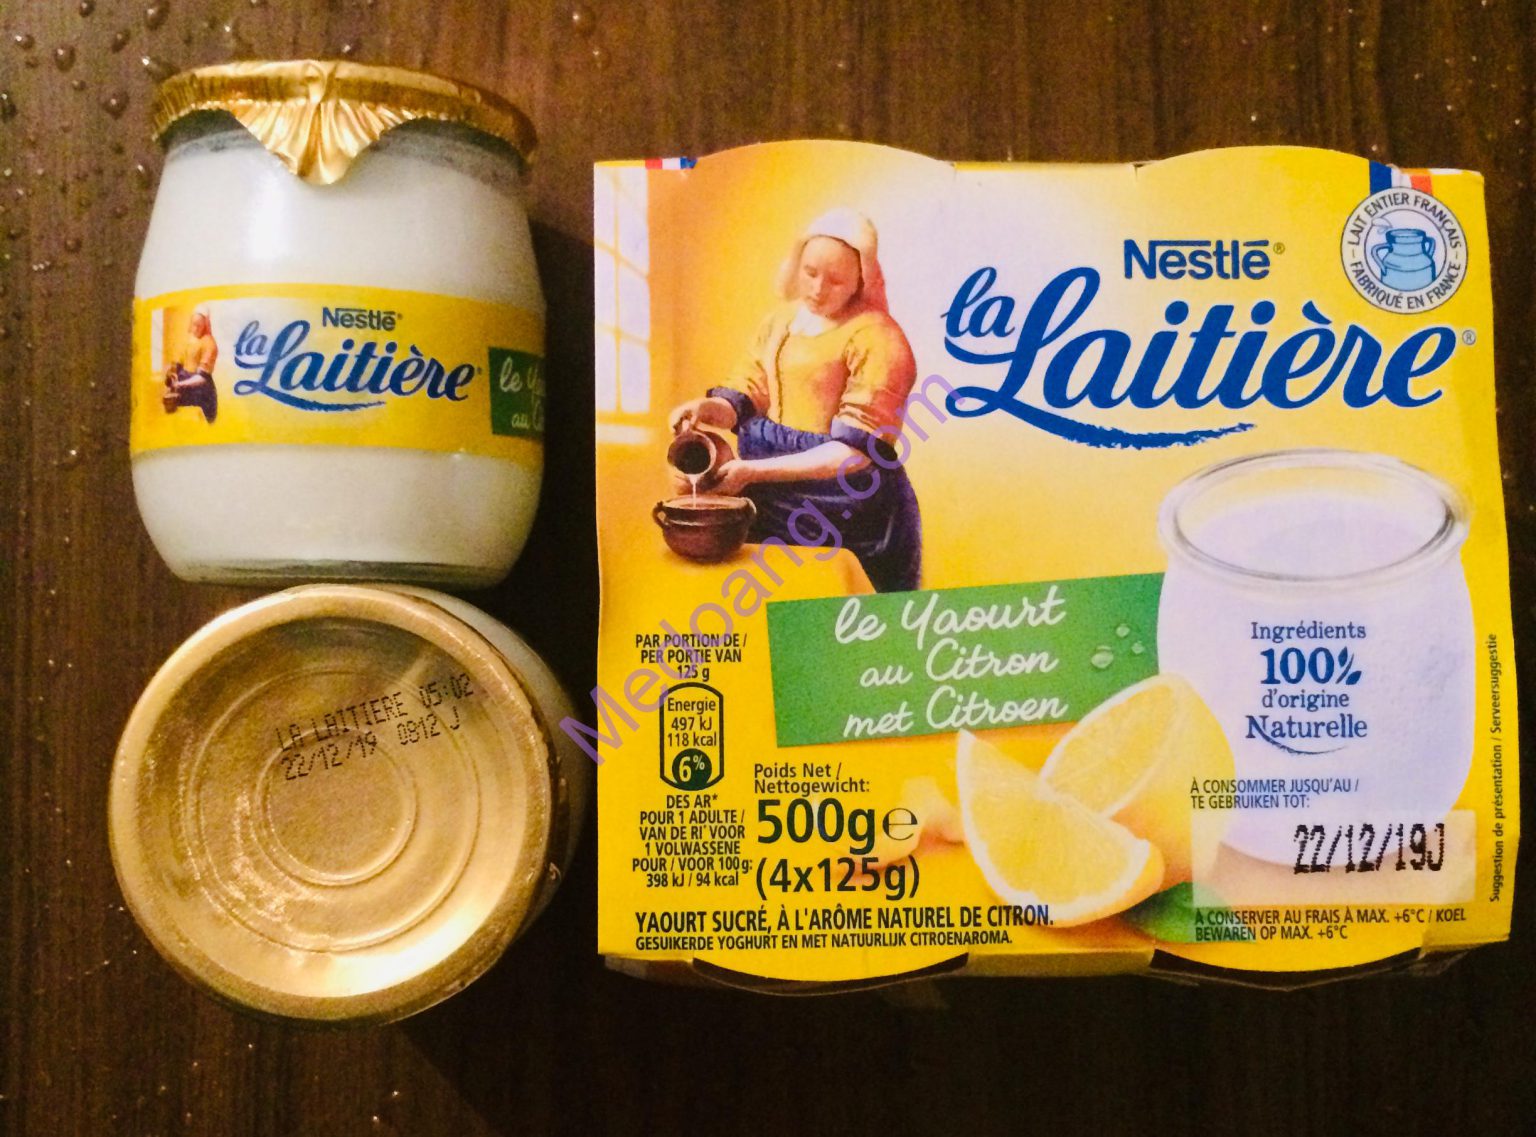 Nestlé®
la Laitière®
le
au
LA LAITIERE 05:02
22/12/19 0812 J
LAIT ENTIER FRANÇAIS
FABRIQUÉ EN FRANCE
Nestlé®
la Laitière®
le Yaourt
au Citron
met Citroen
PAR PORTION DE /
PER PORTIE VAN
125 g
Energie
497 kJ
118 kcal
6%
DES AR*
POUR 1 ADULTE /
VAN DE RI* VOOR
1 VOLWASSENE
POUR / VOOR 100g:
398 kJ / 94 kcal
Poids Net /
Nettogewicht:
500g e
(4x125g)
YAOURT SUCRÉ, À L'ARÔME NATUREL DE CITRON.
GESUIKERDE YOGHURT EN MET NATUURLIJK CITROENAROMA.
Ingrédients
100%
d'origine
Naturelle
À CONSOMMER JUSQU'AU /
TE GEBRUIKEN TOT:
22/12/19J
À CONSERVER AU FRAIS À MAX. +6°C / KOEL
BEWAREN OP MAX. +6°C
Suggestion de présentation / Serveersuggestie
Medoang.com